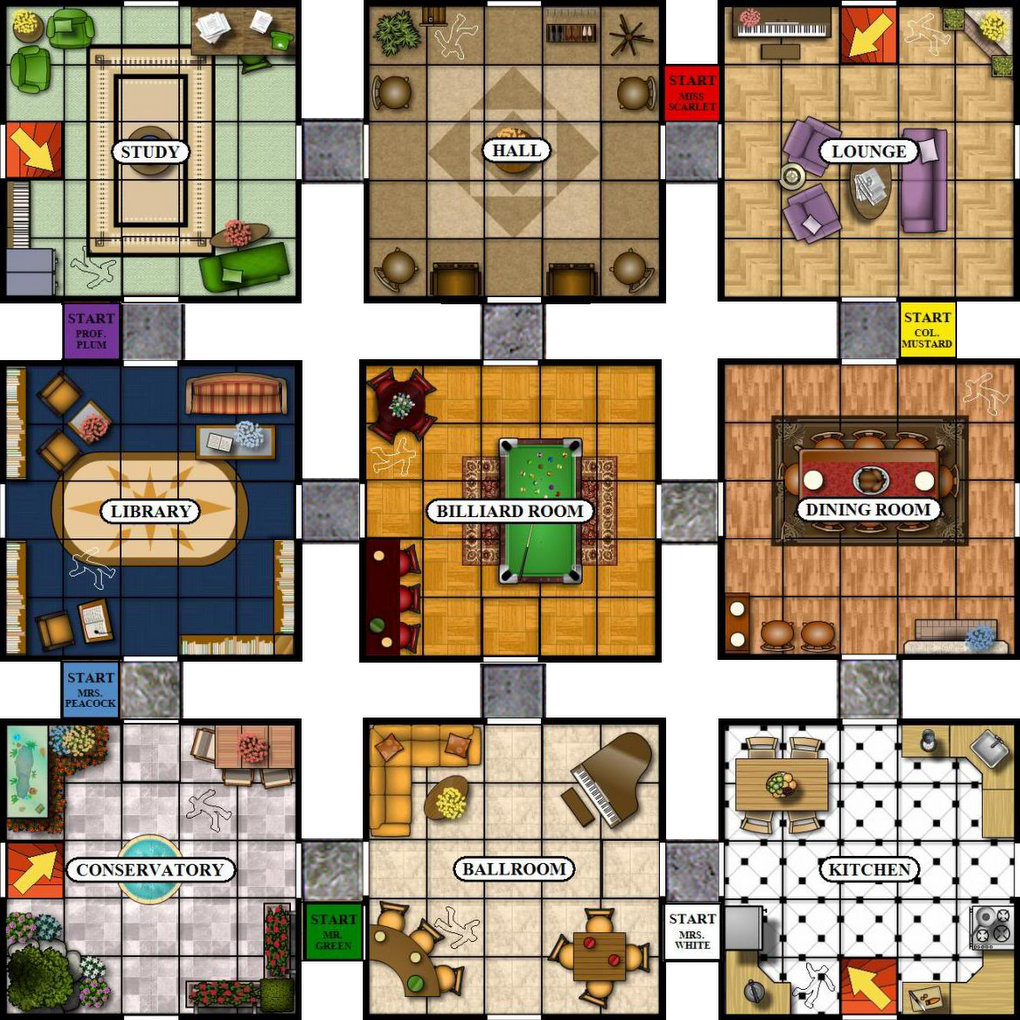 START
MISS
SCARLET
STUDY
HALL
LOUNGE
START
PROF.
PLUM
START
COL.
MUSTARD
LIBRARY
BILLIARD ROOM
DINING ROOM
START
MRS.
PEACOCK
CONSERVATORY
BALLROOM
KITCHEN
START
MR.
GREEN
START
MRS.
WHITE